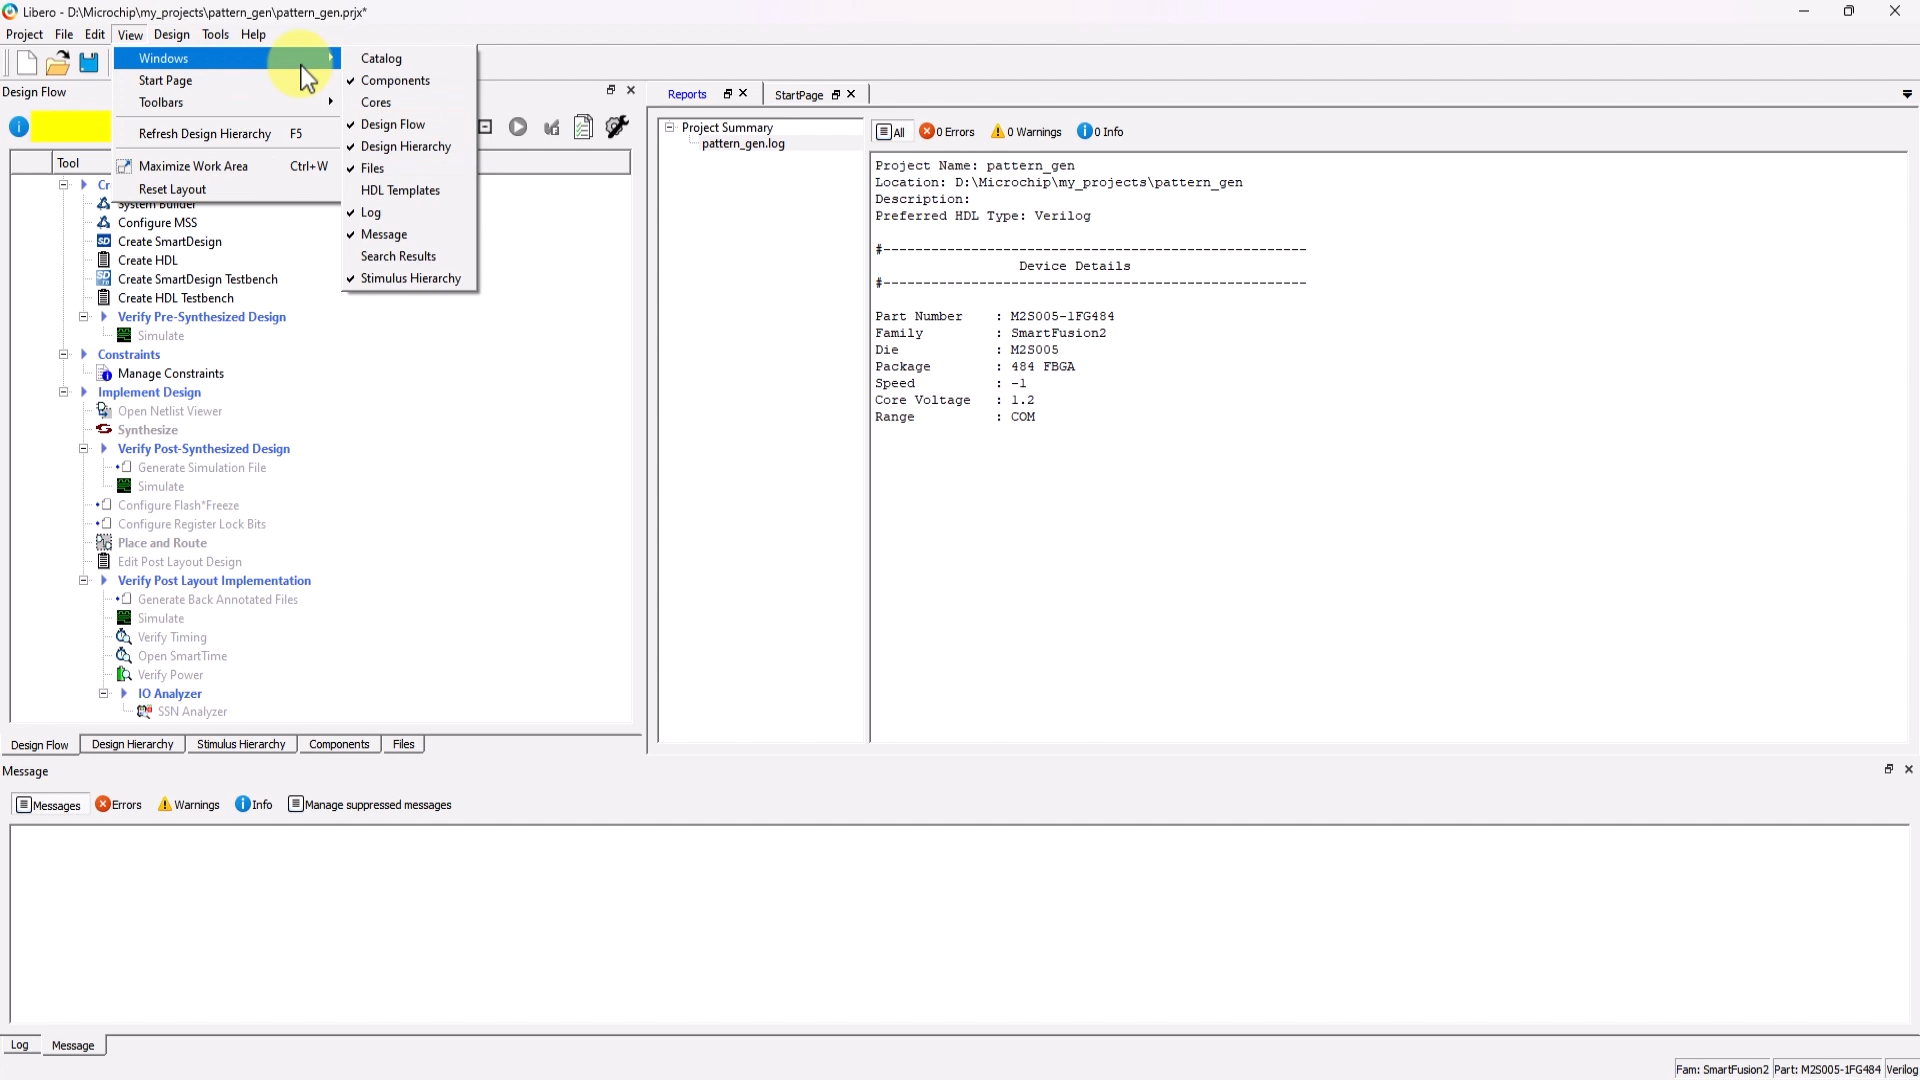 Libero - D:\Microchip\my_projects\pattern_gen\pattern_gen.prjx*
Project File Edit View Design Tools Help
Windows
Start Page
Toolbars
Refresh Design Hierarchy F5
Maximize Work Area Ctrl+W
Reset Layout
Catalog
Components
Cores
Design Flow
Design Hierarchy
Files
HDL Templates
Log
Message
Search Results
Stimulus Hierarchy
Design Flow
Tool
Cr
System Builder
Configure MSS
Create SmartDesign
Create HDL
Create SmartDesign Testbench
Create HDL Testbench
Verify Pre-Synthesized Design
Simulate
Constraints
Manage Constraints
Implement Design
Open Netlist Viewer
Synthesize
Verify Post-Synthesized Design
Generate Simulation File
Simulate
Configure Flash*Freeze
Configure Register Lock Bits
Place and Route
Edit Post Layout Design
Verify Post Layout Implementation
Generate Back Annotated Files
Simulate
Verify Timing
Open SmartTime
Verify Power
IO Analyzer
SSN Analyzer
Design Flow Design Hierarchy Stimulus Hierarchy Components Files
Reports StartPage
Project Summary
pattern_gen.log
All 0 Errors 0 Warnings 0 Info
Project Name: pattern_gen
Location: D:\Microchip\my_projects\pattern_gen
Description:
Preferred HDL Type: Verilog
#----------------------------------------------------
Device Details
#----------------------------------------------------
Part Number : M2S005-1FG484
Family : SmartFusion2
Die : M2S005
Package : 484 FBGA
Speed : -1
Core Voltage : 1.2
Range : COM
Message
Messages Errors Warnings Info Manage suppressed messages
Log Message
Fam: SmartFusion2 Part: M2S005-1FG484 Verilog